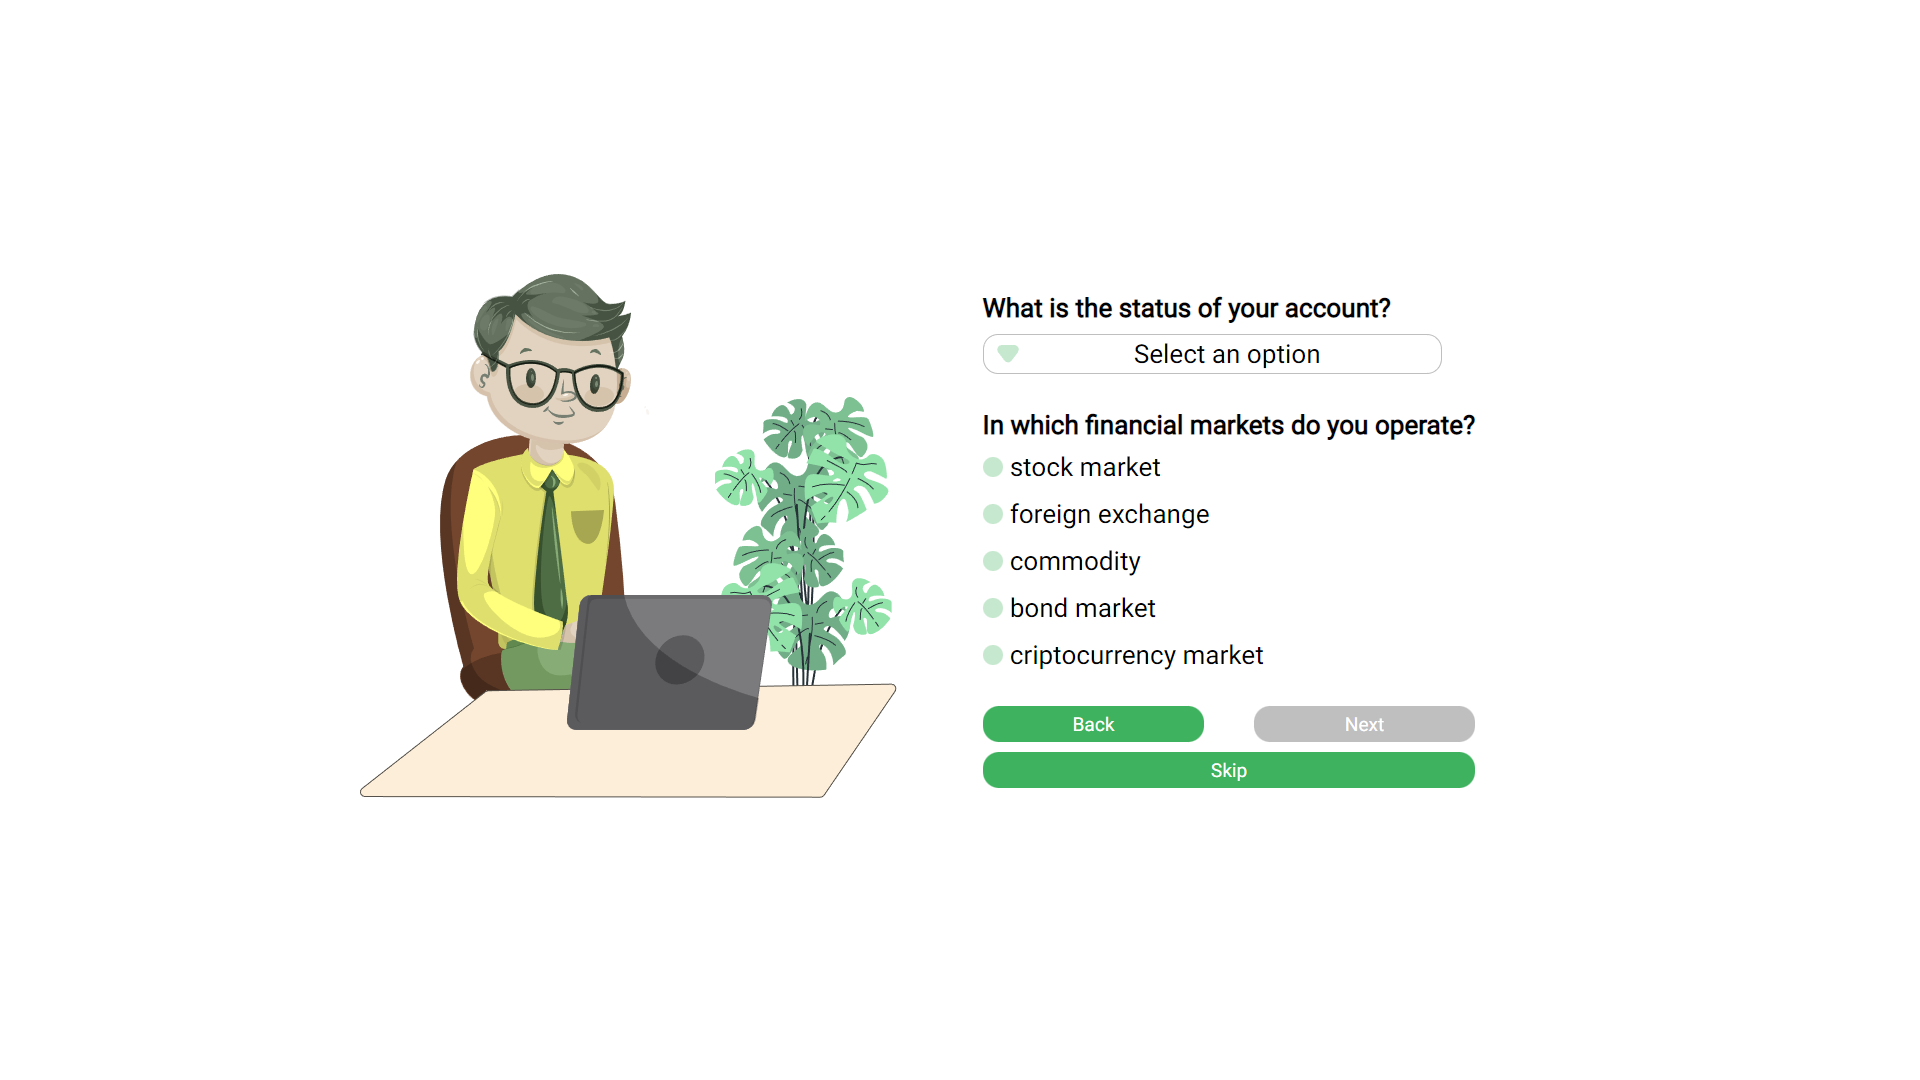 What is the status of your account?
Select an option
In which financial markets do you operate?
stock market
foreign exchange
commodity
bond market
criptocurrency market
Back
Next
Skip